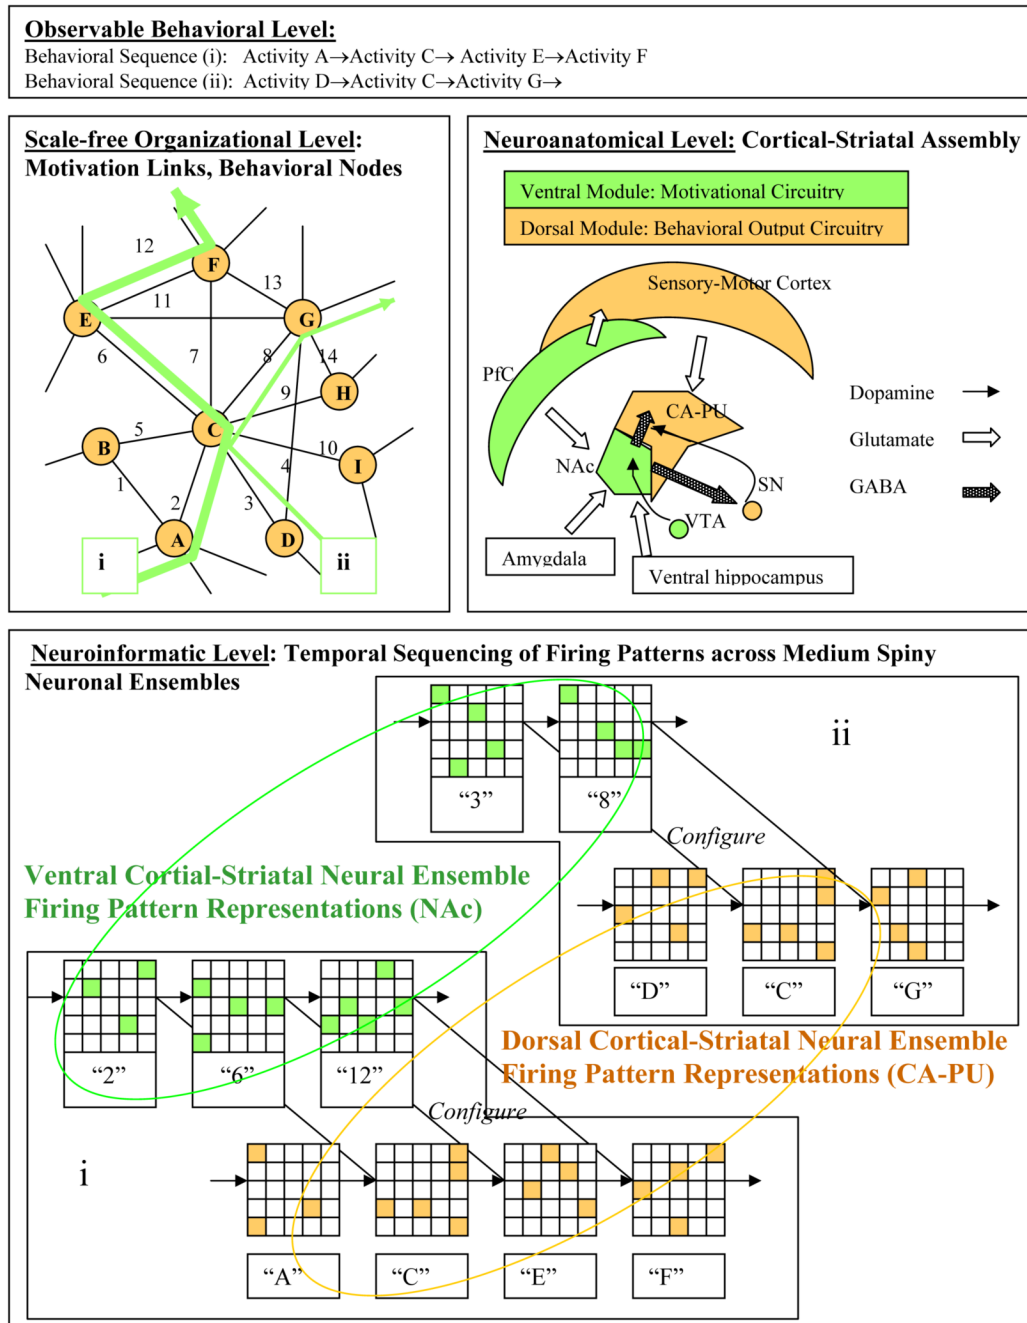 Observable Behavioral Level:
Behavioral Sequence (i): Activity A→Activity C→ Activity E→Activity F
Behavioral Sequence (ii): Activity D→Activity C→Activity G→
Scale-free Organizational Level:
Motivation Links, Behavioral Nodes
12
F
13
11
E
G
6
7
8
14
9
H
C
5
B
10
4
I
1
2
3
A
D
i
ii
Neuroanatomical Level: Cortical-Striatal Assembly
Ventral Module: Motivational Circuitry
Dorsal Module: Behavioral Output Circuitry
Sensory-Motor Cortex
PfC
CA-PU
Dopamine
Glutamate
NAc
SN
GABA
VTA
Amygdala
Ventral hippocampus
Neuroinformatic Level: Temporal Sequencing of Firing Patterns across Medium Spiny
Neuronal Ensembles
ii
“3”
“8”
Configure
Ventral Cortial-Striatal Neural Ensemble
Firing Pattern Representations (NAc)
“D”
“C”
“G”
Dorsal Cortical-Striatal Neural Ensemble
Firing Pattern Representations (CA-PU)
“2”
“6”
“12”
Configure
i
“A”
“C”
“E”
“F”